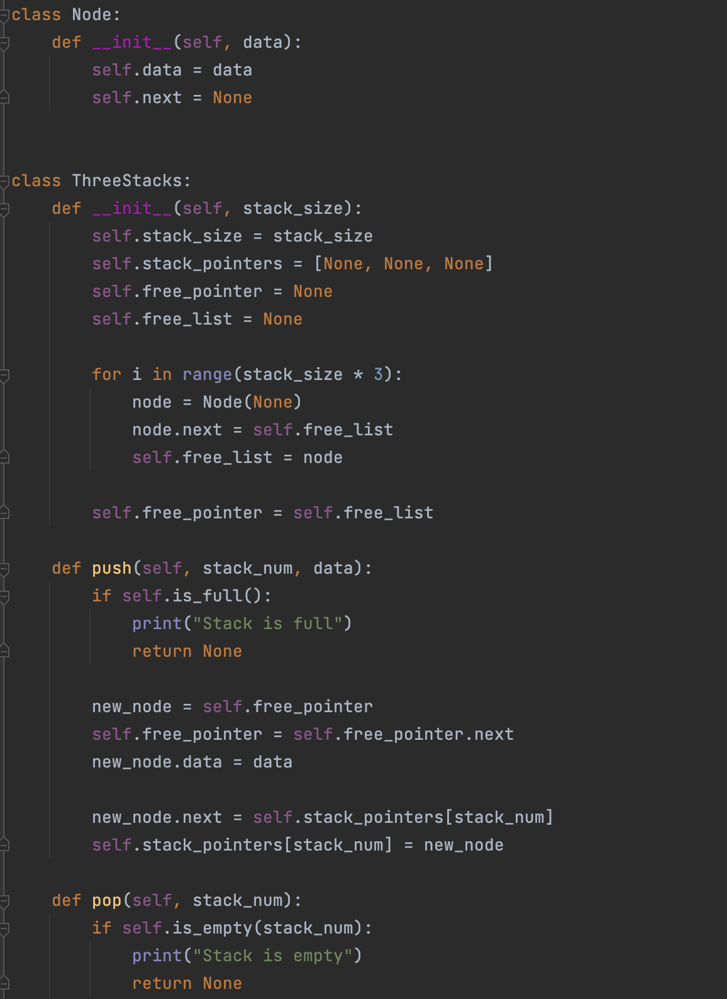 class Node:
    def __init__(self, data):
        self.data = data
        self.next = None
class ThreeStacks:
    def __init__(self, stack_size):
        self.stack_size = stack_size
        self.stack_pointers = [None, None, None]
        self.free_pointer = None
        self.free_list = None
        for i in range(stack_size * 3):
            node = Node(None)
            node.next = self.free_list
            self.free_list = node
        self.free_pointer = self.free_list
    def push(self, stack_num, data):
        if self.is_full():
            print("Stack is full")
            return None
        new_node = self.free_pointer
        self.free_pointer = self.free_pointer.next
        new_node.data = data
        new_node.next = self.stack_pointers[stack_num]
        self.stack_pointers[stack_num] = new_node
    def pop(self, stack_num):
        if self.is_empty(stack_num):
            print("Stack is empty")
            return None